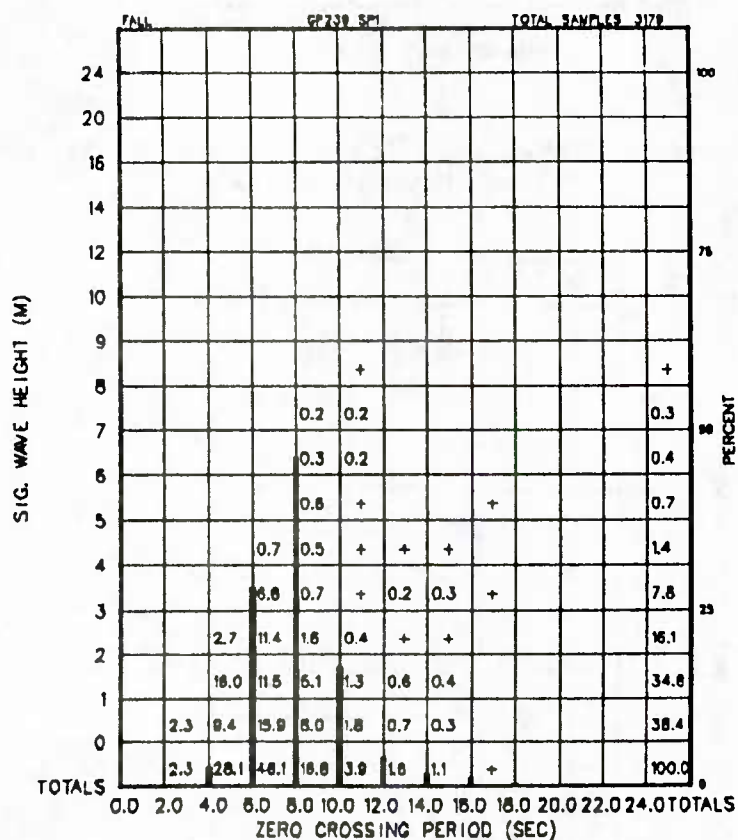 FALL GP239 SP1 TOTAL SAMPLES 3179
24 100
20
16
14
12 75
10
9
+ +
8
0.2 0.2 0.3
7
0.3 0.2 0.4
6
0.6 + + 0.7
5
0.7 0.5 + + + 1.4
4
6.6 0.7 + 0.2 0.3 + 7.8
3 25
2.7 11.4 1.6 0.4 + + 16.1
2
16.0 11.5 5.1 1.3 0.6 0.4 34.6
1
2.3 9.4 15.9 8.0 1.8 0.7 0.3 38.4
0
2.3 28.1 46.1 16.8 3.9 1.6 1.1 + 100.0
TOTALS 0
0.0 2.0 4.0 6.0 8.0 10.0 12.0 14.0 16.0 18.0 20.0 22.0 24.0 TOTALS
ZERO CROSSING PERIOD (SEC)
SIG. WAVE HEIGHT (M)
PERCENT